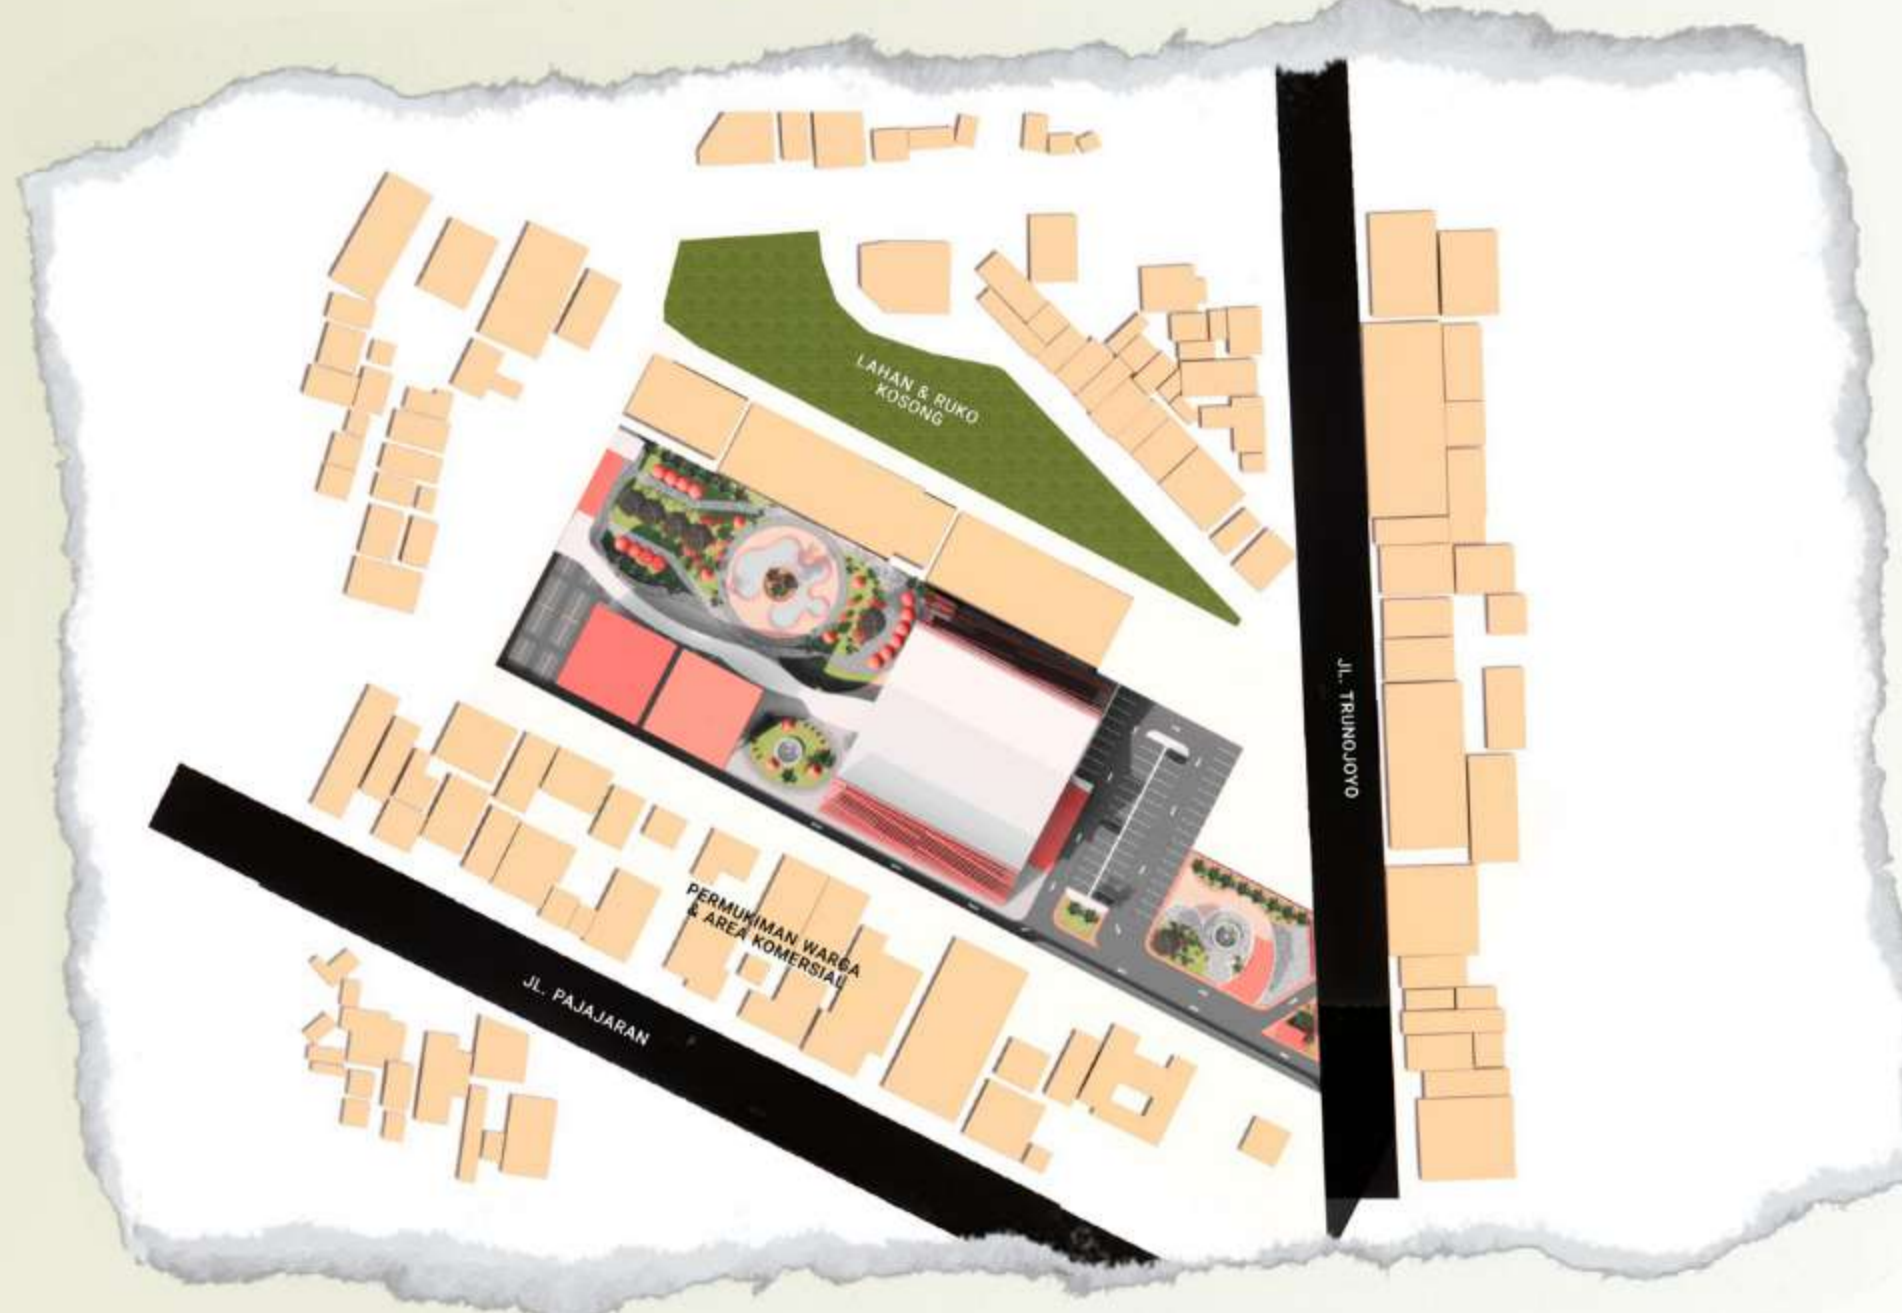 LAHAN & RUKO
KOSONG
JL. TRUNOJOYO
PERMUKIMAN WARGA
& AREA KOMERSIAL
JL. PAJAJARAN